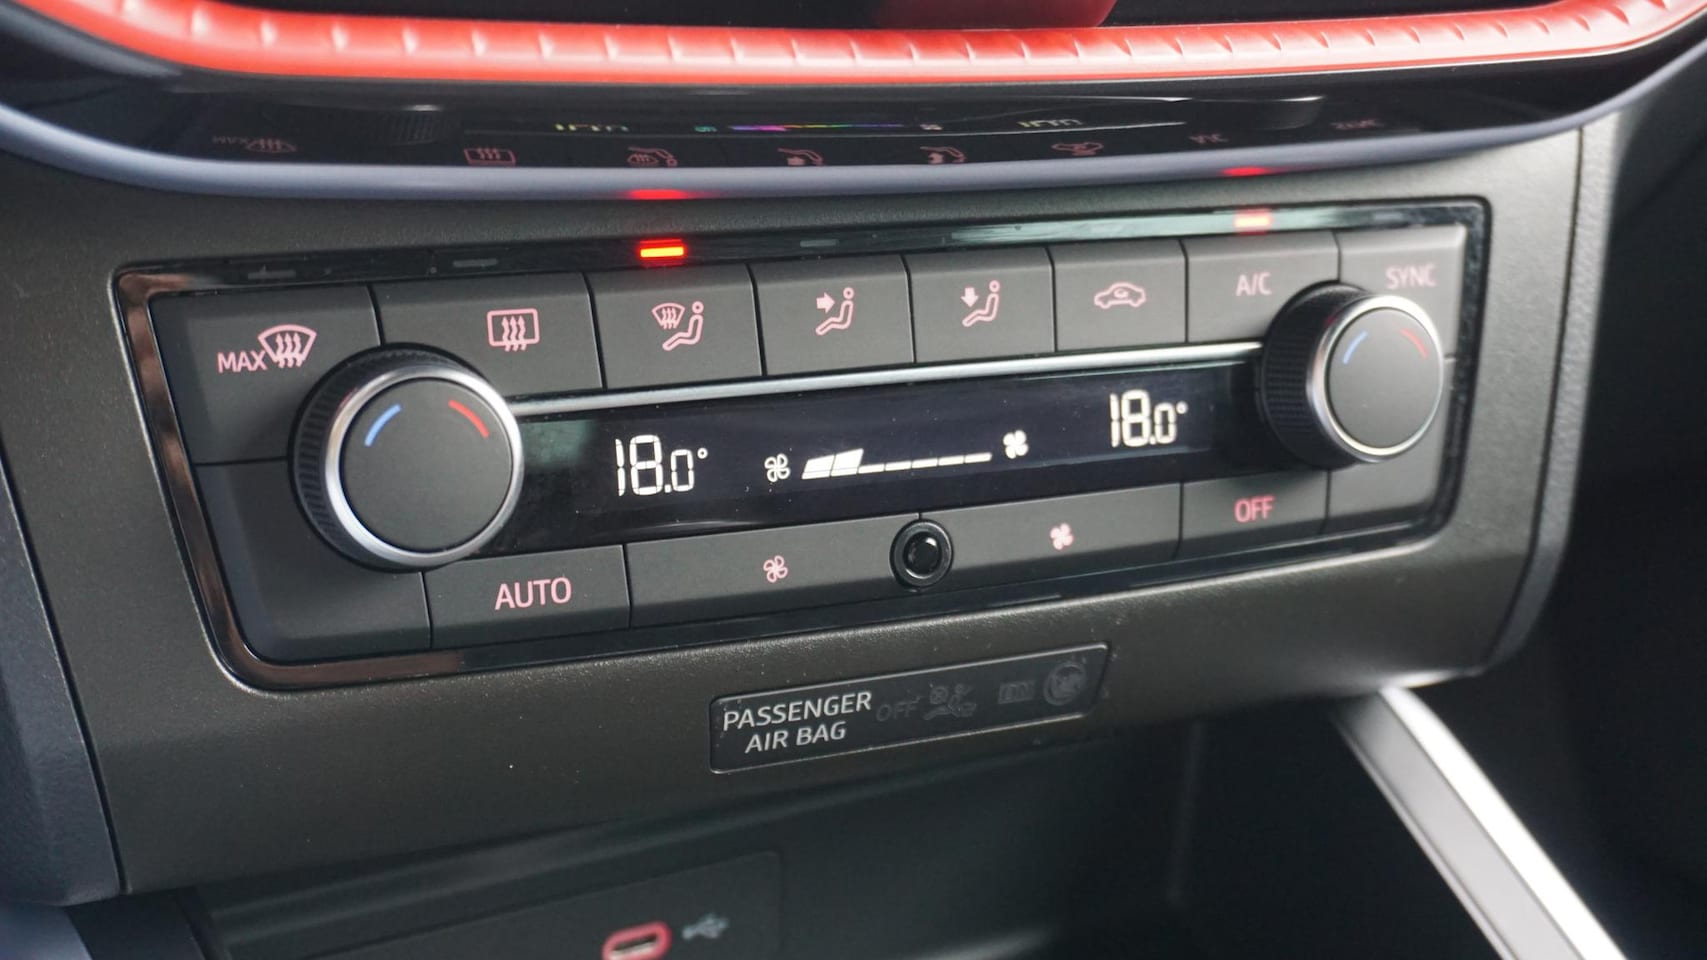 MAX
A/C
SYNC
18.0°
18.0°
AUTO
OFF
PASSENGER
AIR BAG
OFF